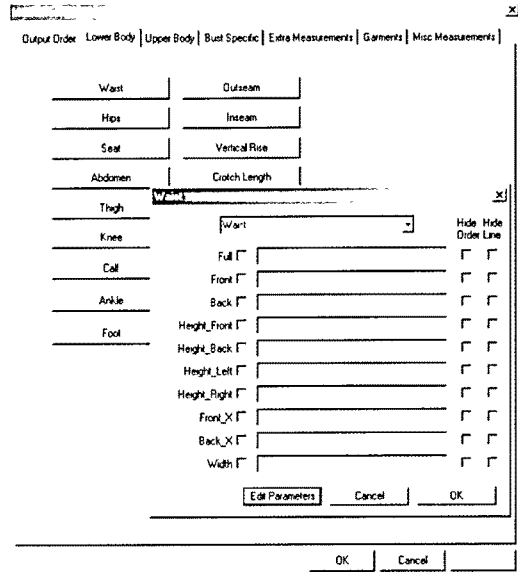 Output Order Lower Body Upper Body Bust Specific Extra Measurements Garments Misc Measurements
Waist Outseam
Hips Inseam
Seat Vertical Rise
Abdomen Crotch Length
Thigh
Knee
Calf
Ankle
Foot
Waist
Waist
Hide Hide
Order Line
Full
Front
Back
Height_Front
Height_Back
Height_Left
Height_Right
Front_X
Back_X
Width
Edit Parameters Cancel OK
OK Cancel